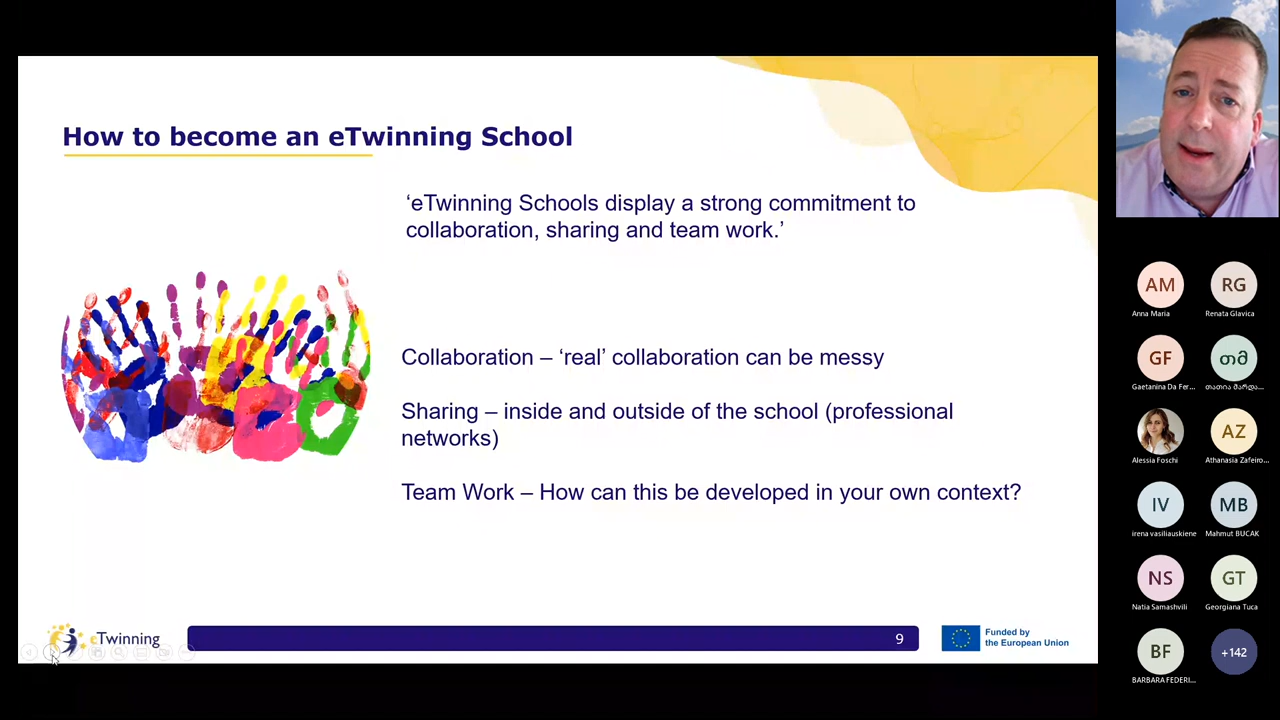 How to become an eTwinning School
‘eTwinning Schools display a strong commitment to
collaboration, sharing and team work.’
Collaboration – ‘real’ collaboration can be messy
Sharing – inside and outside of the school (professional
networks)
Team Work – How can this be developed in your own context?
eTwinning
9
Funded by
the European Union
AM
Anna Maria
RG
Renata Glavica
GF
Gaetanina Da Fer...
თმ
AZ
Alessia Foschi
Athanasia Zafeiro...
IV
irena vasiliauskiene
MB
Mahmut BUCAK
NS
Natia Samashvili
GT
Georgiana Tuca
BF
BARBARA FEDERI...
+142